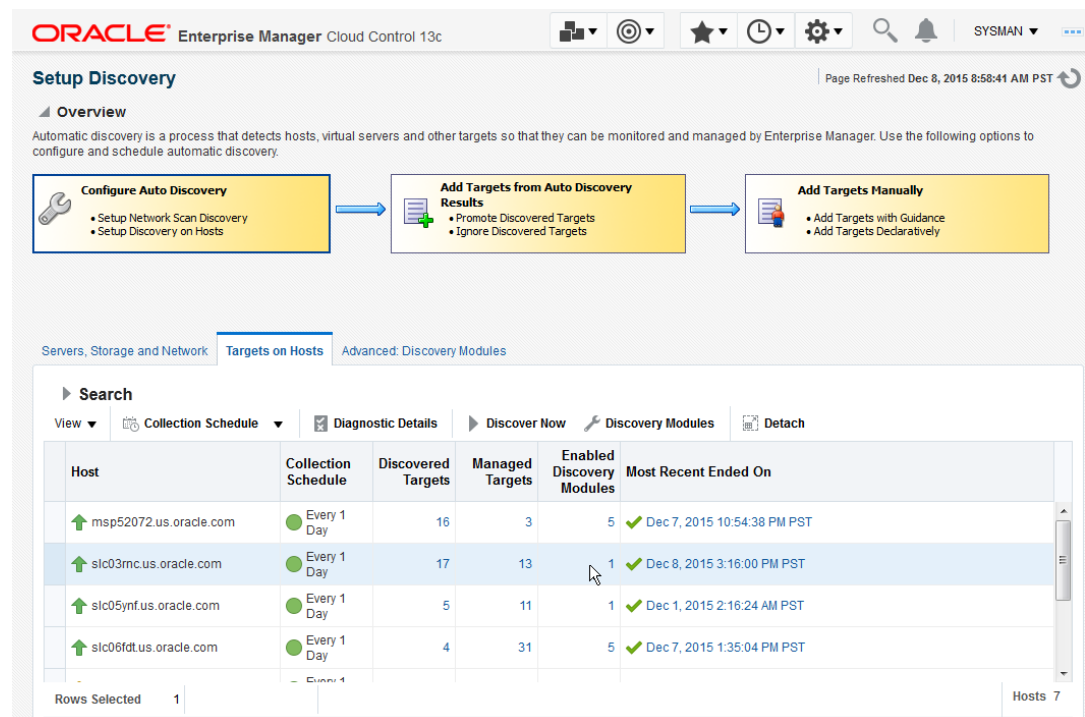 ORACLE Enterprise Manager Cloud Control 13c
SYSMAN
Setup Discovery
Page Refreshed Dec 8, 2015 8:58:41 AM PST
Overview
Automatic discovery is a process that detects hosts, virtual servers and other targets so that they can be monitored and managed by Enterprise Manager. Use the following options to
configure and schedule automatic discovery.
Configure Auto Discovery
• Setup Network Scan Discovery
• Setup Discovery on Hosts
Add Targets from Auto Discovery
Results
• Promote Discovered Targets
• Ignore Discovered Targets
Add Targets Manually
• Add Targets with Guidance
• Add Targets Declaratively
Servers, Storage and Network Targets on Hosts Advanced: Discovery Modules
Search
View Collection Schedule Diagnostic Details Discover Now Discovery Modules Detach
Host Collection Schedule Discovered Targets Managed Targets Enabled Discovery Modules Most Recent Ended On
msp52072.us.oracle.com Every 1 Day 16 3 5 Dec 7, 2015 10:54:38 PM PST
slc03rnc.us.oracle.com Every 1 Day 17 13 1 Dec 8, 2015 3:16:00 PM PST
slc05ynf.us.oracle.com Every 1 Day 5 11 1 Dec 1, 2015 2:16:24 AM PST
slc06fdt.us.oracle.com Every 1 Day 4 31 5 Dec 7, 2015 1:35:04 PM PST
Every 1
Rows Selected 1
Hosts 7